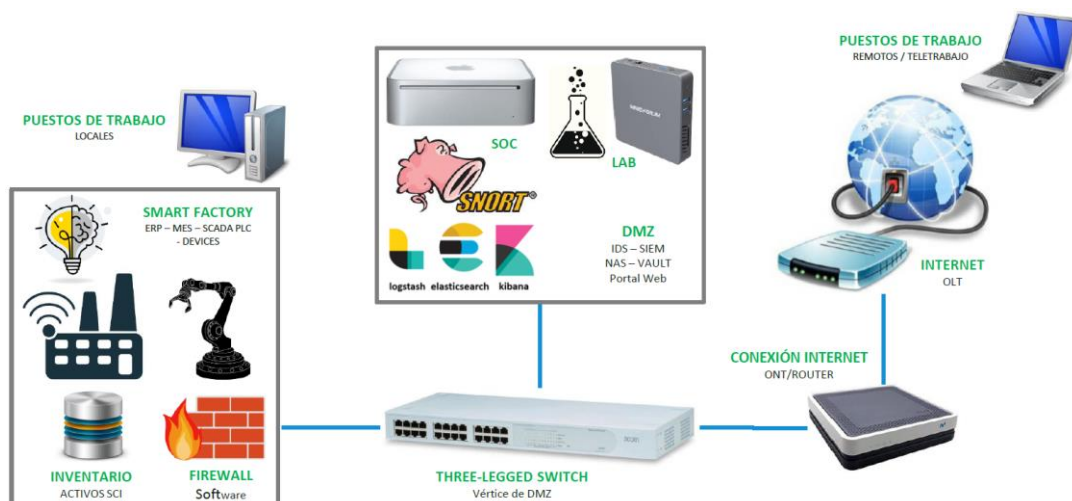 PUESTOS DE TRABAJO
LOCALES
SMART FACTORY
ERP – MES – SCADA PLC
- DEVICES
INVENTARIO
ACTIVOS SCI
FIREWALL
Software
SOC
LAB
SNORT®
logstash elasticsearch kibana
DMZ
IDS – SIEM
NAS – VAULT
Portal Web
THREE-LEGGED SWITCH
Vértice de DMZ
PUESTOS DE TRABAJO
REMOTOS / TELETRABAJO
INTERNET
OLT
CONEXIÓN INTERNET
ONT/ROUTER